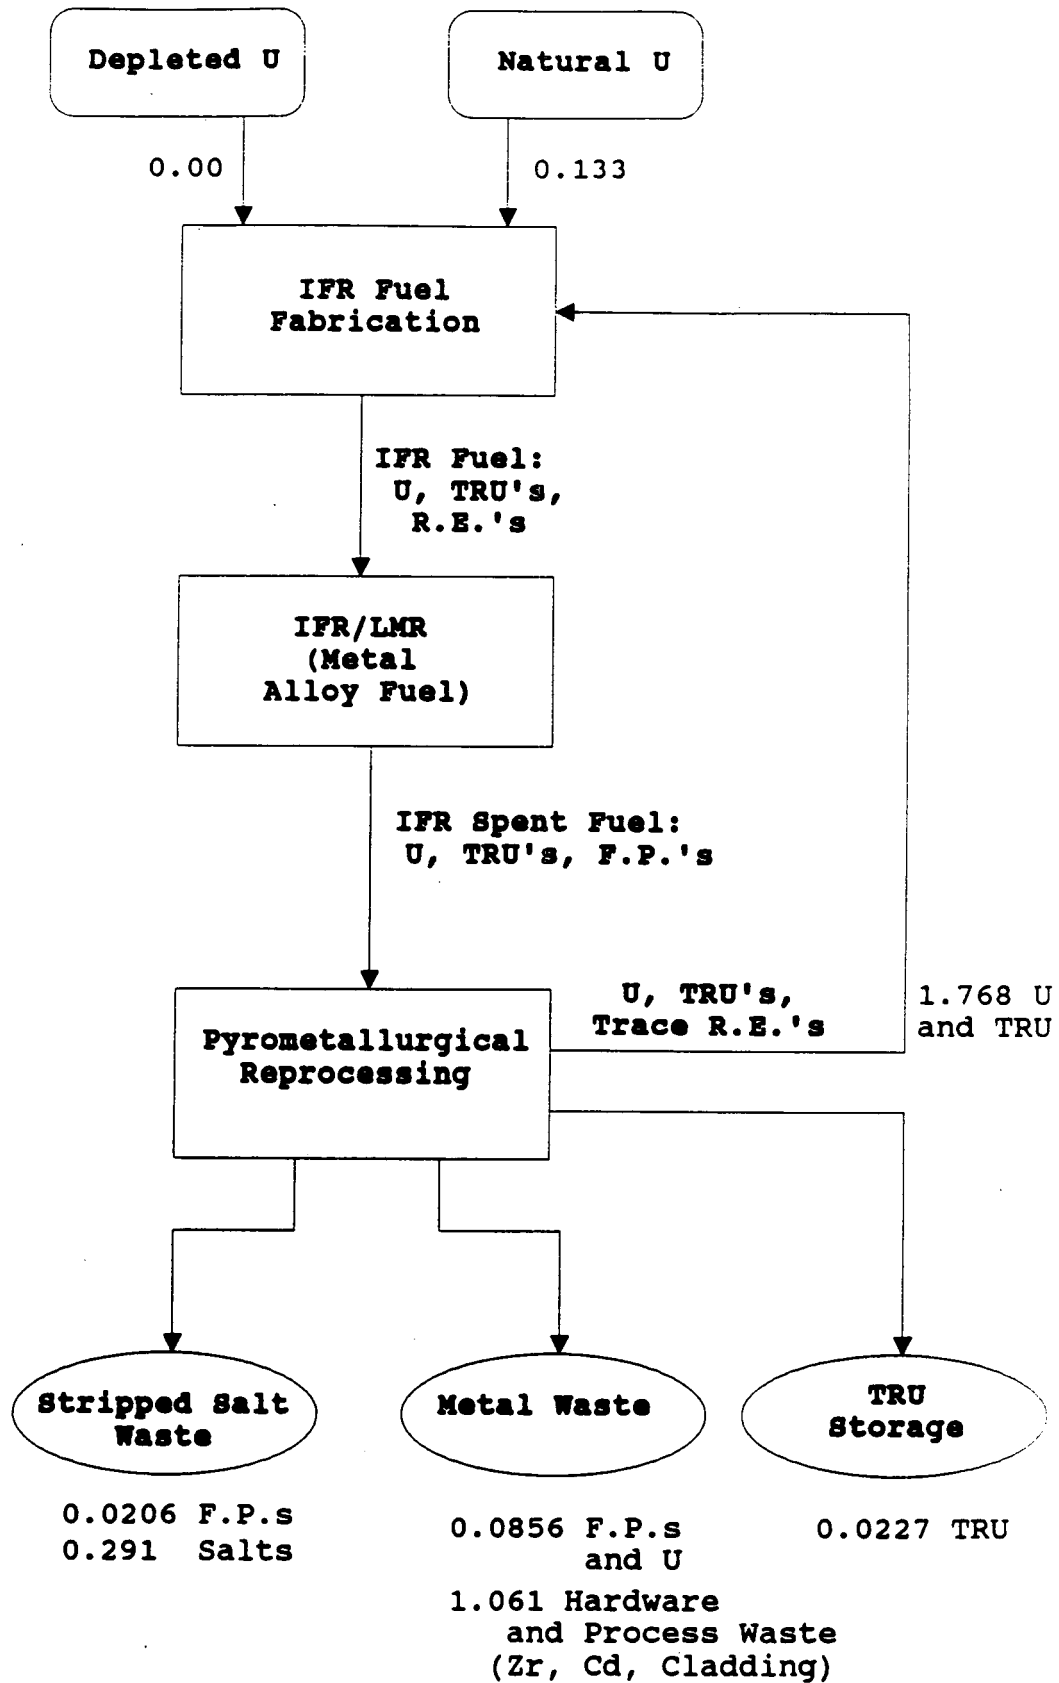 Depleted U
Natural U
0.00
0.133
IFR Fuel
Fabrication
IFR Fuel:
U, TRU's,
R.E.'s
IFR/LMR
(Metal
Alloy Fuel)
IFR Spent Fuel:
U, TRU's, F.P.'s
U, TRU's,
Trace R.E.'s
1.768 U
and TRU
Pyrometallurgical
Reprocessing
Stripped Salt
Waste
Metal Waste
TRU
Storage
0.0206 F.P.s
0.291 Salts
0.0856 F.P.s
and U
1.061 Hardware
and Process Waste
(Zr, Cd, Cladding)
0.0227 TRU